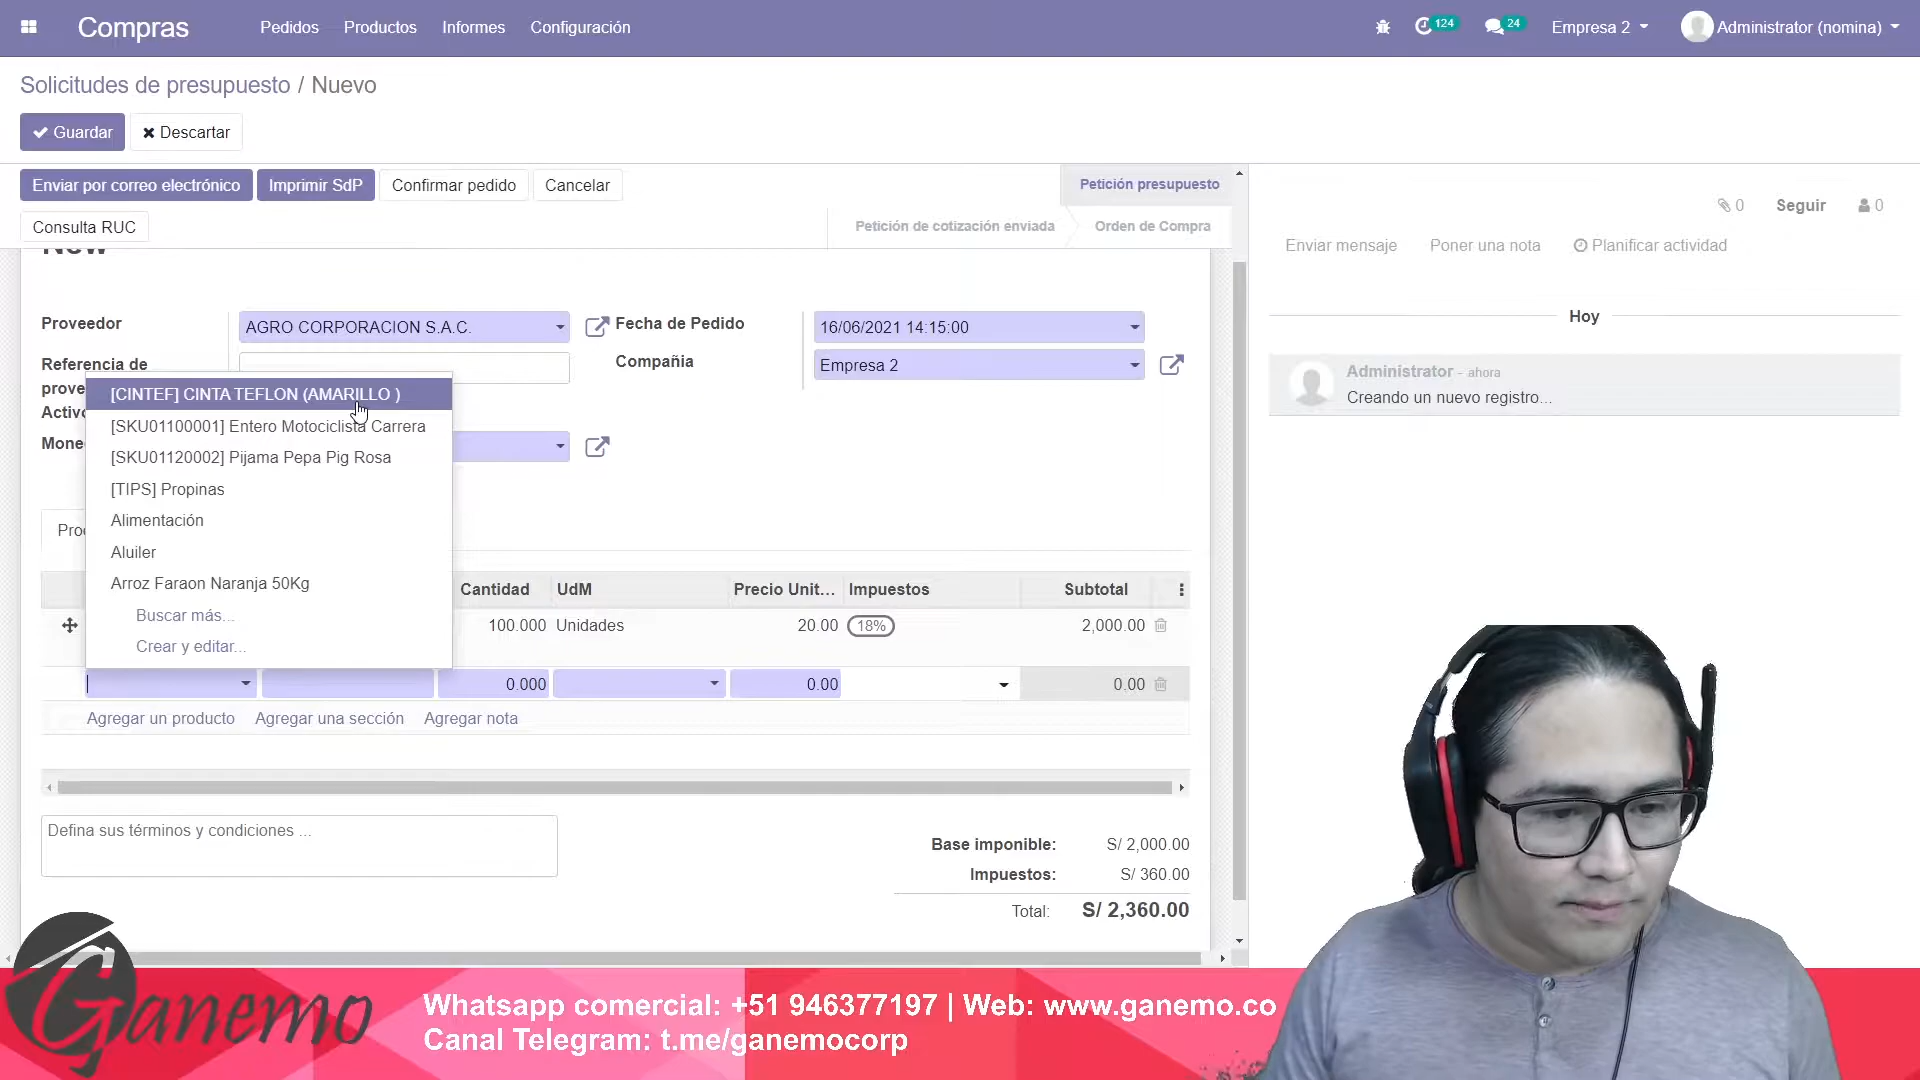 Compras
Pedidos Productos Informes Configuración
124
24
Empresa 2
Administrator (nomina)
Solicitudes de presupuesto / Nuevo
Guardar
Descartar
Enviar por correo electrónico
Imprimir SdP
Confirmar pedido
Cancelar
Petición presupuesto
Consulta RUC
Petición de cotización enviada
Orden de Compra
0 Seguir 0
Enviar mensaje Poner una nota Planificar actividad
Hoy
Administrator - ahora
Creando un nuevo registro...
New
Proveedor
AGRO CORPORACION S.A.C.
Fecha de Pedido
16/06/2021 14:15:00
Referencia de
Compañia
Empresa 2
prove
Activo
Mone
[CINTEF] CINTA TEFLON (AMARILLO )
[SKU01100001] Entero Motociclista Carrera
[SKU01120002] Pijama Pepa Pig Rosa
[TIPS] Propinas
Alimentación
Aluiler
Arroz Faraon Naranja 50Kg
Buscar más...
Crear y editar...
Cantidad UdM Precio Unit... Impuestos Subtotal
100.000 Unidades 20.00 18% 2,000.00
0.000 0.00 0.00
Agregar un producto Agregar una sección Agregar nota
Defina sus términos y condiciones ...
Base imponible: S/ 2,000.00
Impuestos: S/ 360.00
Total: S/ 2,360.00
Ganemo
Whatsapp comercial: +51 946377197 | Web: www.ganemo.co
Canal Telegram: t.me/ganemocorp